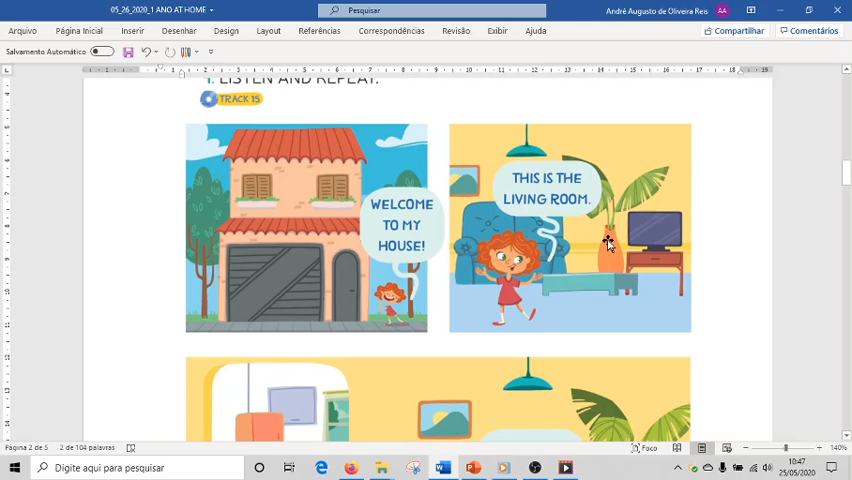 05_26_2020_1 ANO AT HOME
Pesquisar
André Augusto de Oliveira Reis
AA
Arquivo Página Inicial Inserir Desenhar Design Layout Referências Correspondências Revisão Exibir Ajuda
Compartilhar Comentários
Salvamento Automático
LISTEN AND REPEAT.
TRACK 15
WELCOME
TO MY
HOUSE!
THIS IS THE
LIVING ROOM.
Página 2 de 5 2 de 104 palavras Foco 140%
Digite aqui para pesquisar
10:47
25/05/2020